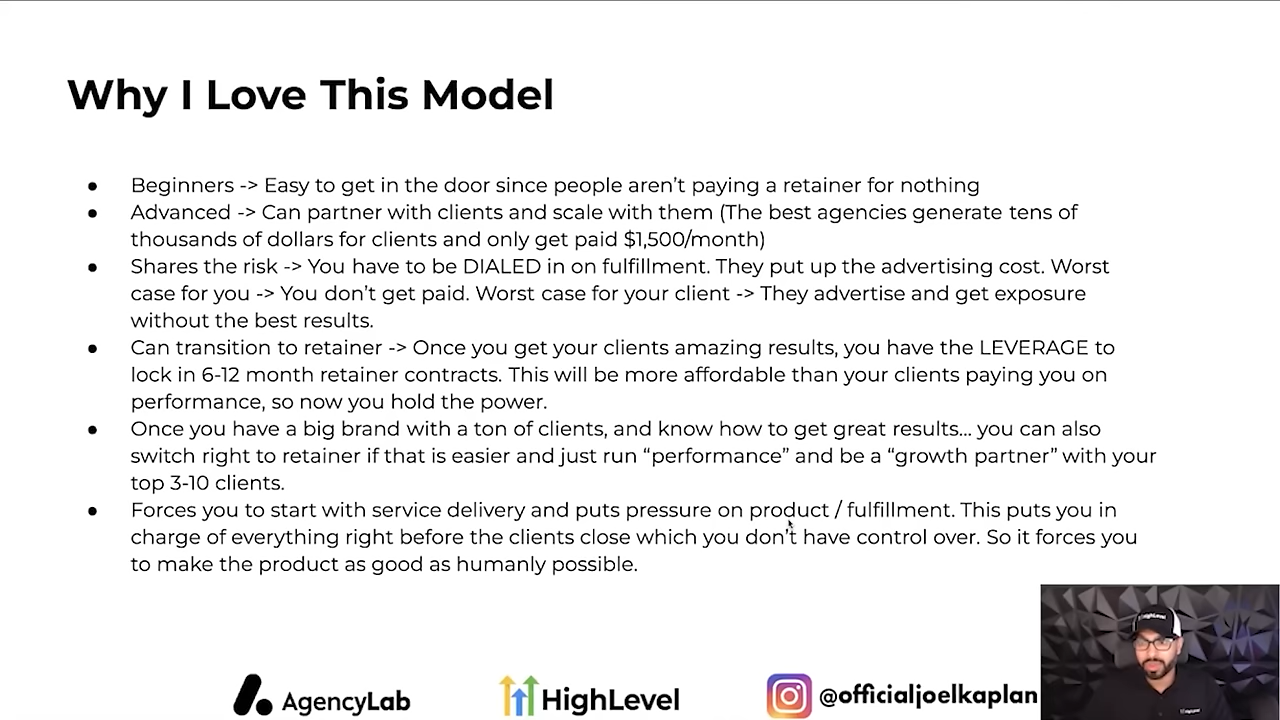 Why I Love This Model
● Beginners -> Easy to get in the door since people aren’t paying a retainer for nothing
● Advanced -> Can partner with clients and scale with them (The best agencies generate tens of
thousands of dollars for clients and only get paid $1,500/month)
● Shares the risk -> You have to be DIALED in on fulfillment. They put up the advertising cost. Worst
case for you -> You don’t get paid. Worst case for your client -> They advertise and get exposure
without the best results.
● Can transition to retainer -> Once you get your clients amazing results, you have the LEVERAGE to
lock in 6-12 month retainer contracts. This will be more affordable than your clients paying you on
performance, so now you hold the power.
● Once you have a big brand with a ton of clients, and know how to get great results... you can also
switch right to retainer if that is easier and just run “performance” and be a “growth partner” with your
top 3-10 clients.
● Forces you to start with service delivery and puts pressure on product / fulfillment. This puts you in
charge of everything right before the clients close which you don’t have control over. So it forces you
to make the product as good as humanly possible.
AgencyLab
HighLevel
@officialjoelkaplan
HighLevel